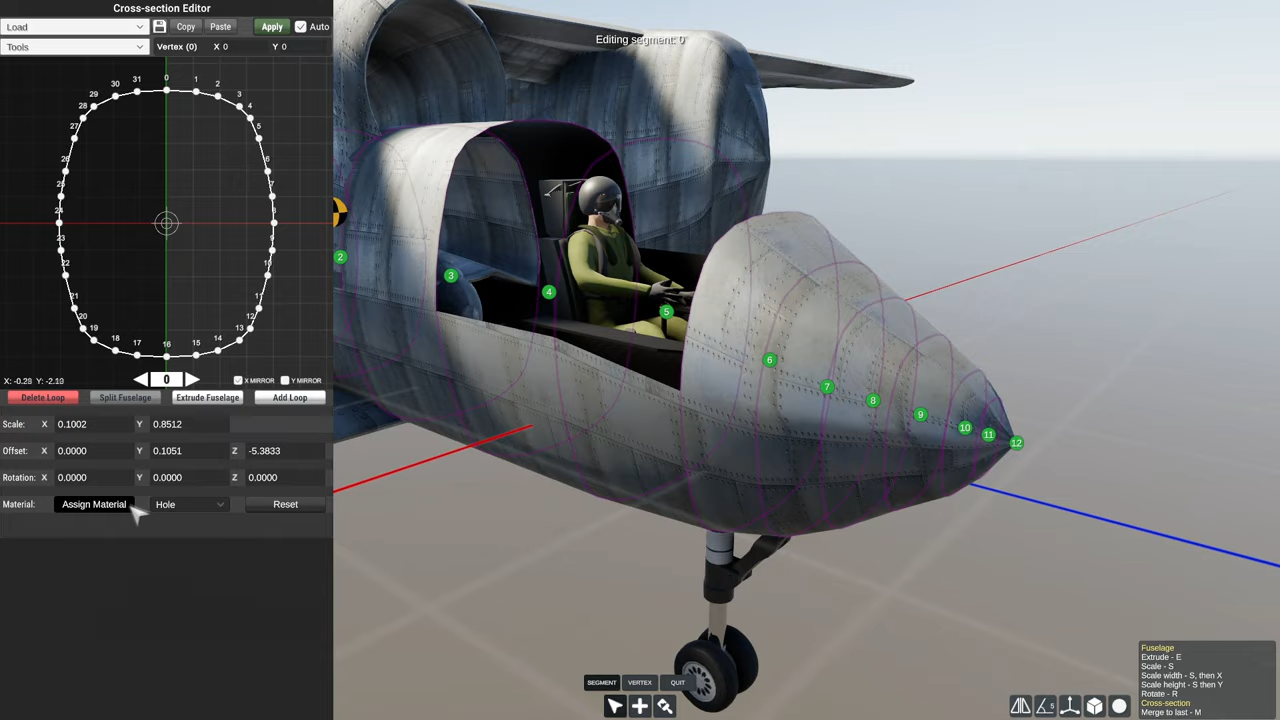 Cross-section Editor
Load Copy Paste Apply Auto
Tools Vertex (0) X 0 Y 0
31 0 1
30 2
29 3
28 4
27 5
26 6
25 7
24 8
23 9
22 10
21 11
20 12
19 13
18 17 16 15 14
X: -0.29 Y: -2.19 0 X MIRROR Y MIRROR
Delete Loop Split Fuselage Extrude Fuselage Add Loop
Scale: X 0.1002 Y 0.8512
Offset: X 0.0000 Y 0.1051 Z -5.3833
Rotation: X 0.0000 Y 0.0000 Z 0.0000
Material: Assign Material Hole Reset
Editing segment: 0
2
3
4
5
6
7
8
9
10
11
12
SEGMENT VERTEX QUIT
5
Fuselage
Extrude - E
Scale - S
Scale width - S, then X
Scale height - S then Y
Rotate - R
Cross-section
Merge to last - M